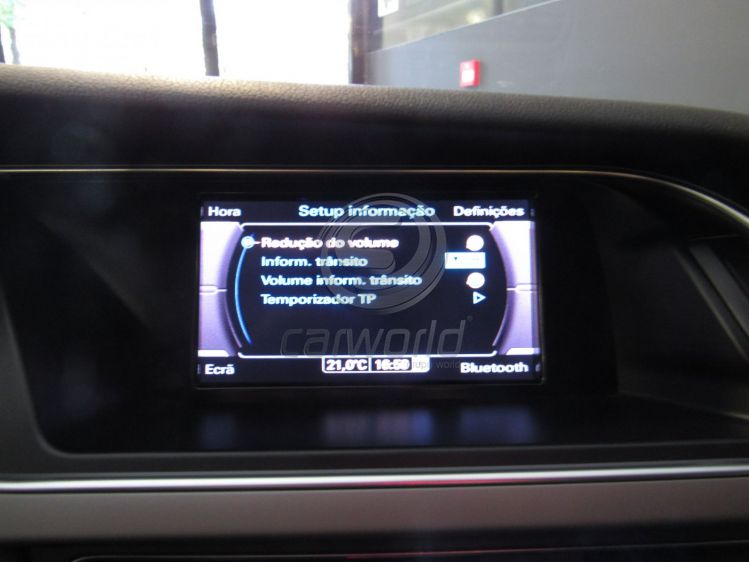 Hora Setup informação Definições
Redução do volume
Inform. trânsito
Volume inform. trânsito
Temporizador TP
carworld®
Ecrã 21,0°C 16:50 Bluetooth